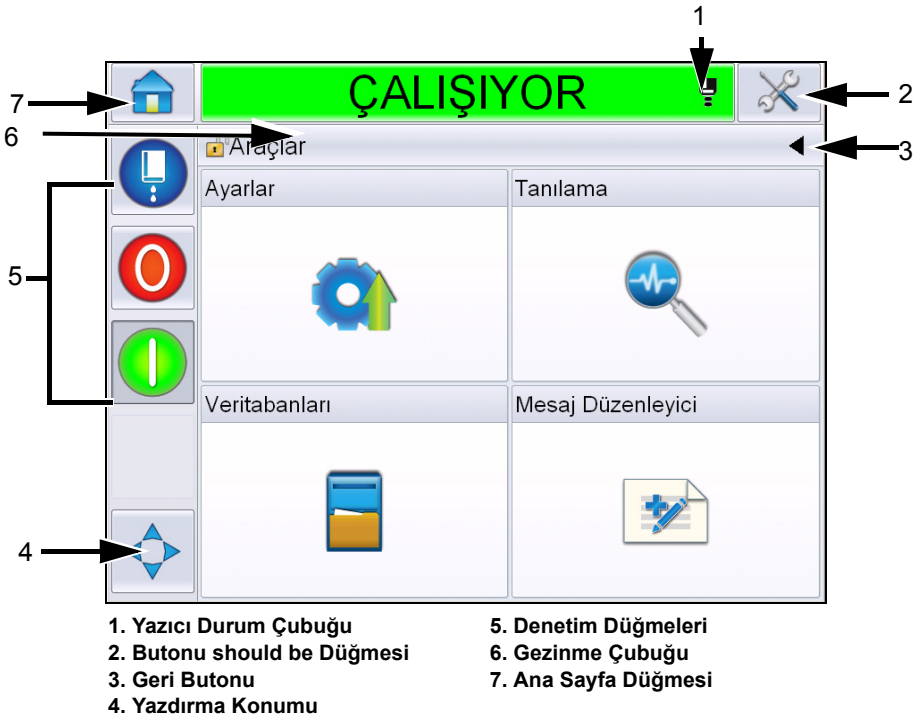 1
ÇALIŞIYOR
2
7
6
Araçlar
3
Ayarlar
Tanılama
5
Veritabanları
Mesaj Düzenleyici
4
1. Yazıcı Durum Çubuğu
2. Butonu should be Düğmesi
3. Geri Butonu
4. Yazdırma Konumu
5. Denetim Düğmeleri
6. Gezinme Çubuğu
7. Ana Sayfa Düğmesi